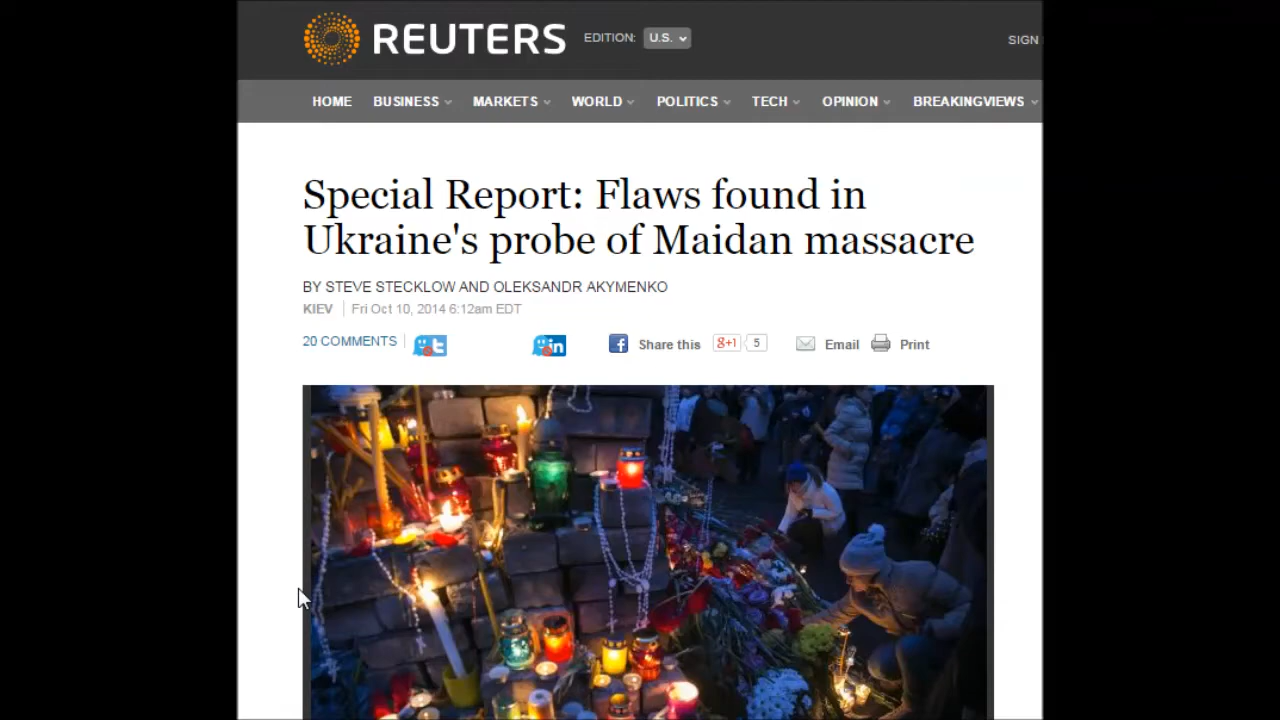 REUTERS EDITION: U.S. SIGN
HOME BUSINESS MARKETS WORLD POLITICS TECH OPINION BREAKINGVIEWS
Special Report: Flaws found in
Ukraine's probe of Maidan massacre
BY STEVE STECKLOW AND OLEKSANDR AKYMENKO
KIEV Fri Oct 10, 2014 6:12am EDT
20 COMMENTS t in f Share this g+1 5 Email Print